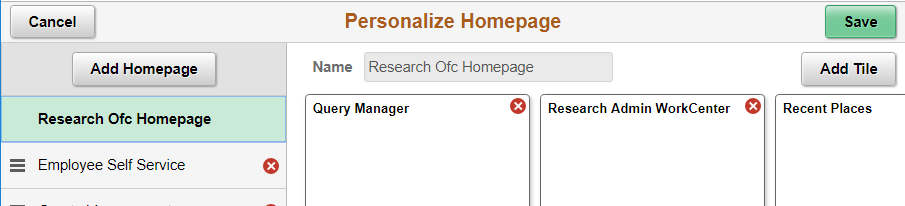 Cancel
Personalize Homepage
Save
Add Homepage
Name
Research Ofc Homepage
Add Tile
Research Ofc Homepage
Query Manager
Research Admin WorkCenter
Recent Places
Employee Self Service